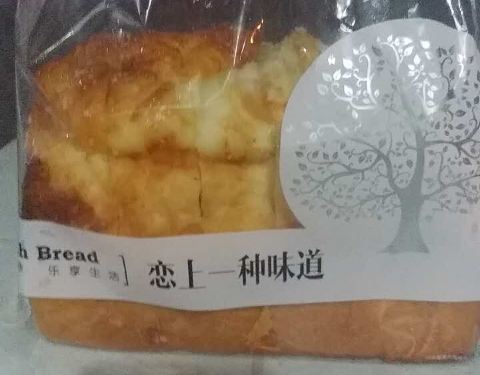 h Bread
乐享生活]
恋上一种味道